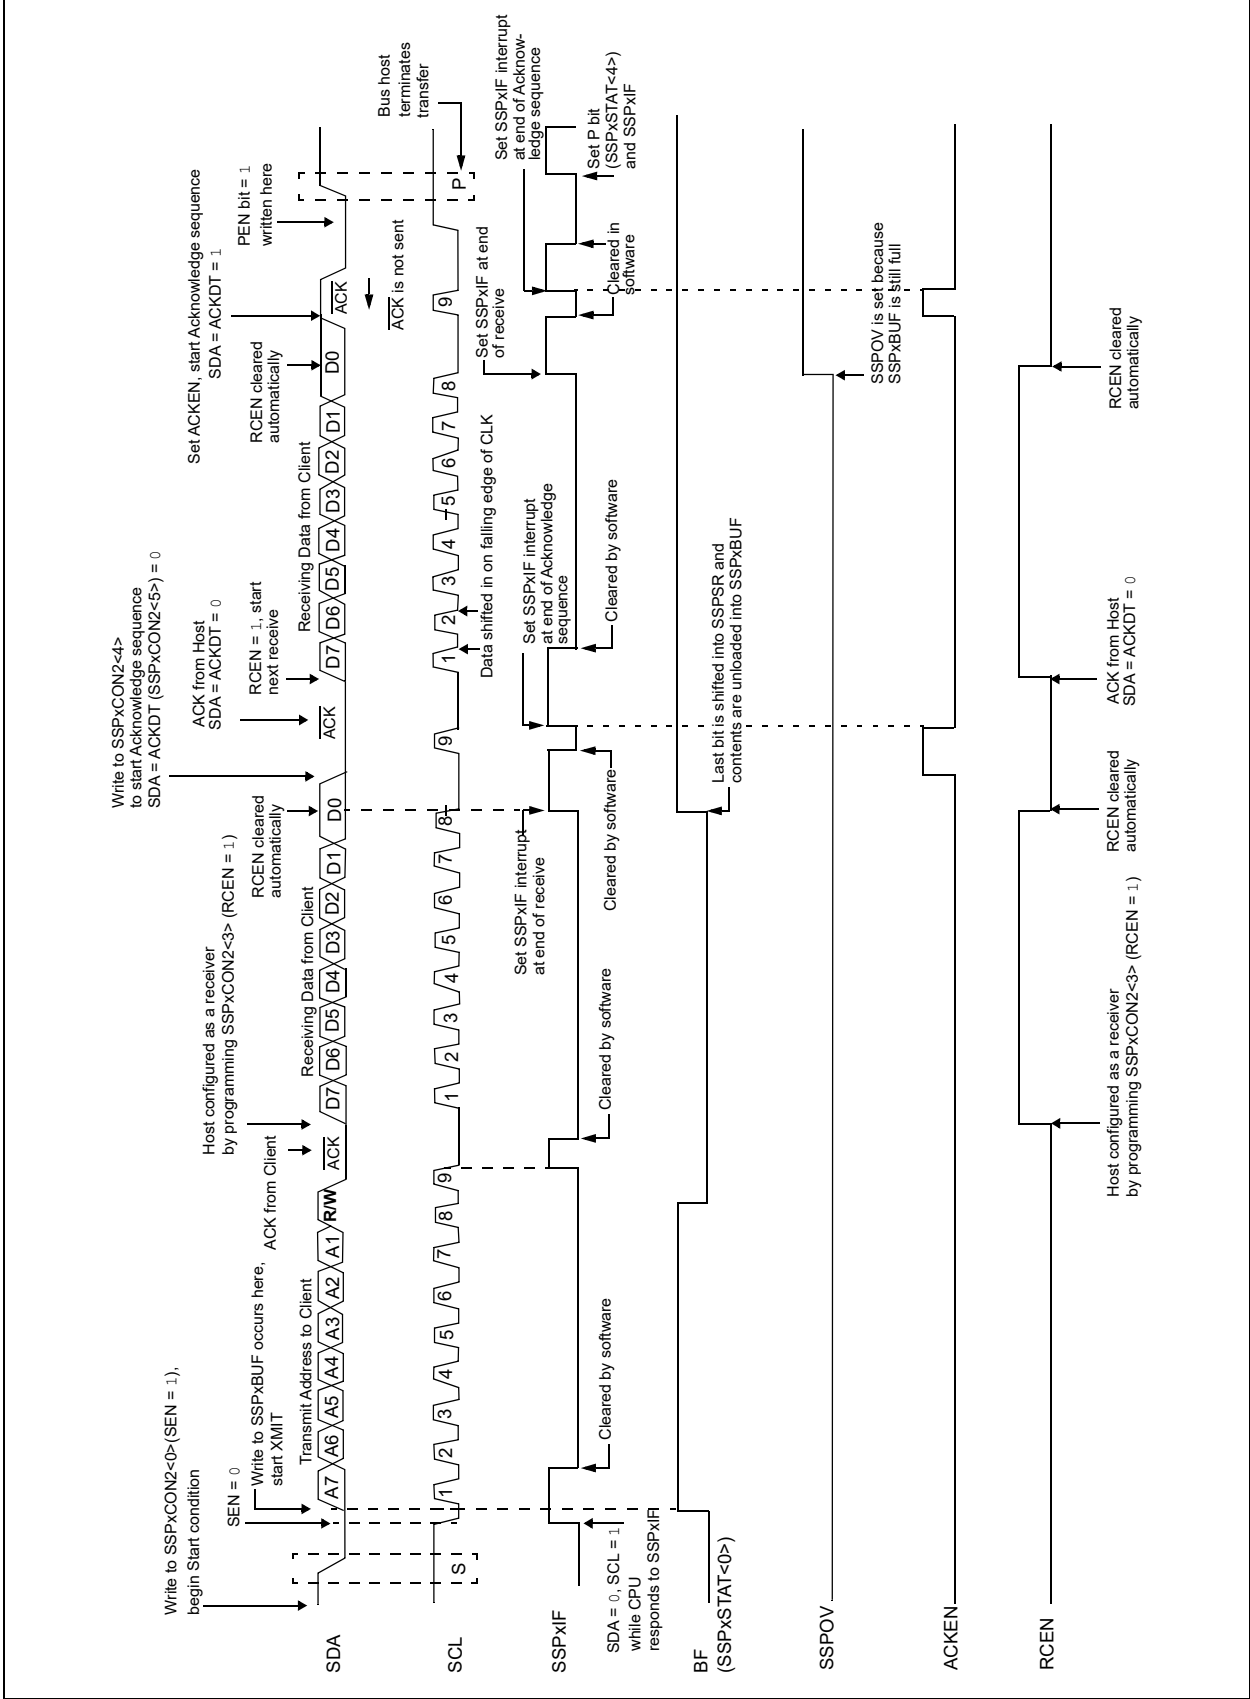 Write to SSPxCON2<4>
to start Acknowledge sequence
SDA = ACKDT (SSPxCON2<5>) = 0
Set ACKEN, start Acknowledge sequence
SDA = ACKDT = 1
Write to SSPxCON2<0>(SEN = 1),
begin Start condition
SEN = 0
Write to SSPxBUF occurs here,
start XMIT
ACK from Client
Host configured as a receiver
by programming SSPxCON2<3> (RCEN = 1)
RCEN cleared
automatically
ACK from Host
SDA = ACKDT = 0
RCEN = 1, start
next receive
RCEN cleared
automatically
PEN bit = 1
written here
Transmit Address to Client
Receiving Data from Client
Receiving Data from Client
SDA
A7 A6 A5 A4 A3 A2 A1 R/W ACK D7 D6 D5 D4 D3 D2 D1 D0 ACK D7 D6 D5 D4 D3 D2 D1 D0 ACK
ACK is not sent
Bus host
terminates
transfer
SCL
S 1 2 3 4 5 6 7 8 9 1 2 3 4 5 6 7 8 9 1 2 3 4 5 6 7 8 9 P
Data shifted in on falling edge of CLK
Set SSPxIF interrupt
at end of receive
Set SSPxIF interrupt
at end of Acknowledge
sequence
Set SSPxIF at end
of receive
Set SSPxIF interrupt
at end of Acknow-
ledge sequence
SSPxIF
SDA = 0, SCL = 1
while CPU
responds to SSPxIF
Cleared by software
Cleared by software
Cleared by software
Cleared by software
Cleared in
software
Set P bit
(SSPxSTAT<4>)
and SSPxIF
BF
(SSPxSTAT<0>)
Last bit is shifted into SSPSR and
contents are unloaded into SSPxBUF
SSPOV
SSPOV is set because
SSPxBUF is still full
ACKEN
RCEN
Host configured as a receiver
by programming SSPxCON2<3> (RCEN = 1)
RCEN cleared
automatically
ACK from Host
SDA = ACKDT = 0
RCEN cleared
automatically